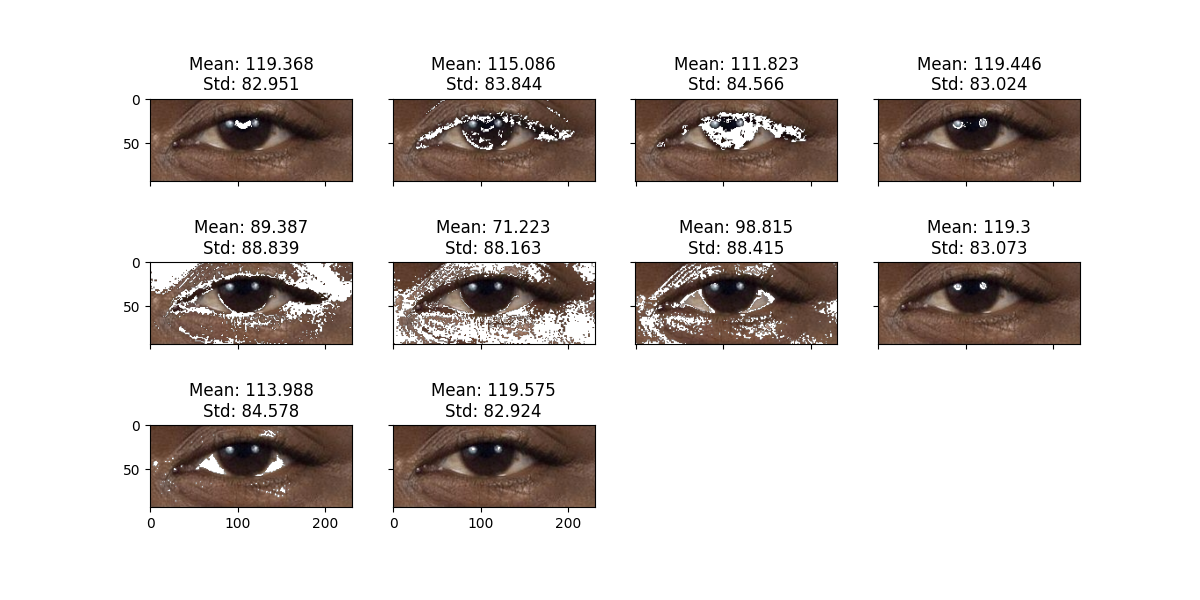 Mean: 119.368
Std: 82.951
Mean: 115.086
Std: 83.844
Mean: 111.823
Std: 84.566
Mean: 119.446
Std: 83.024
0
50
Mean: 89.387
Std: 88.839
Mean: 71.223
Std: 88.163
Mean: 98.815
Std: 88.415
Mean: 119.3
Std: 83.073
0
50
Mean: 113.988
Std: 84.578
Mean: 119.575
Std: 82.924
0
50
0 100 200
0 100 200